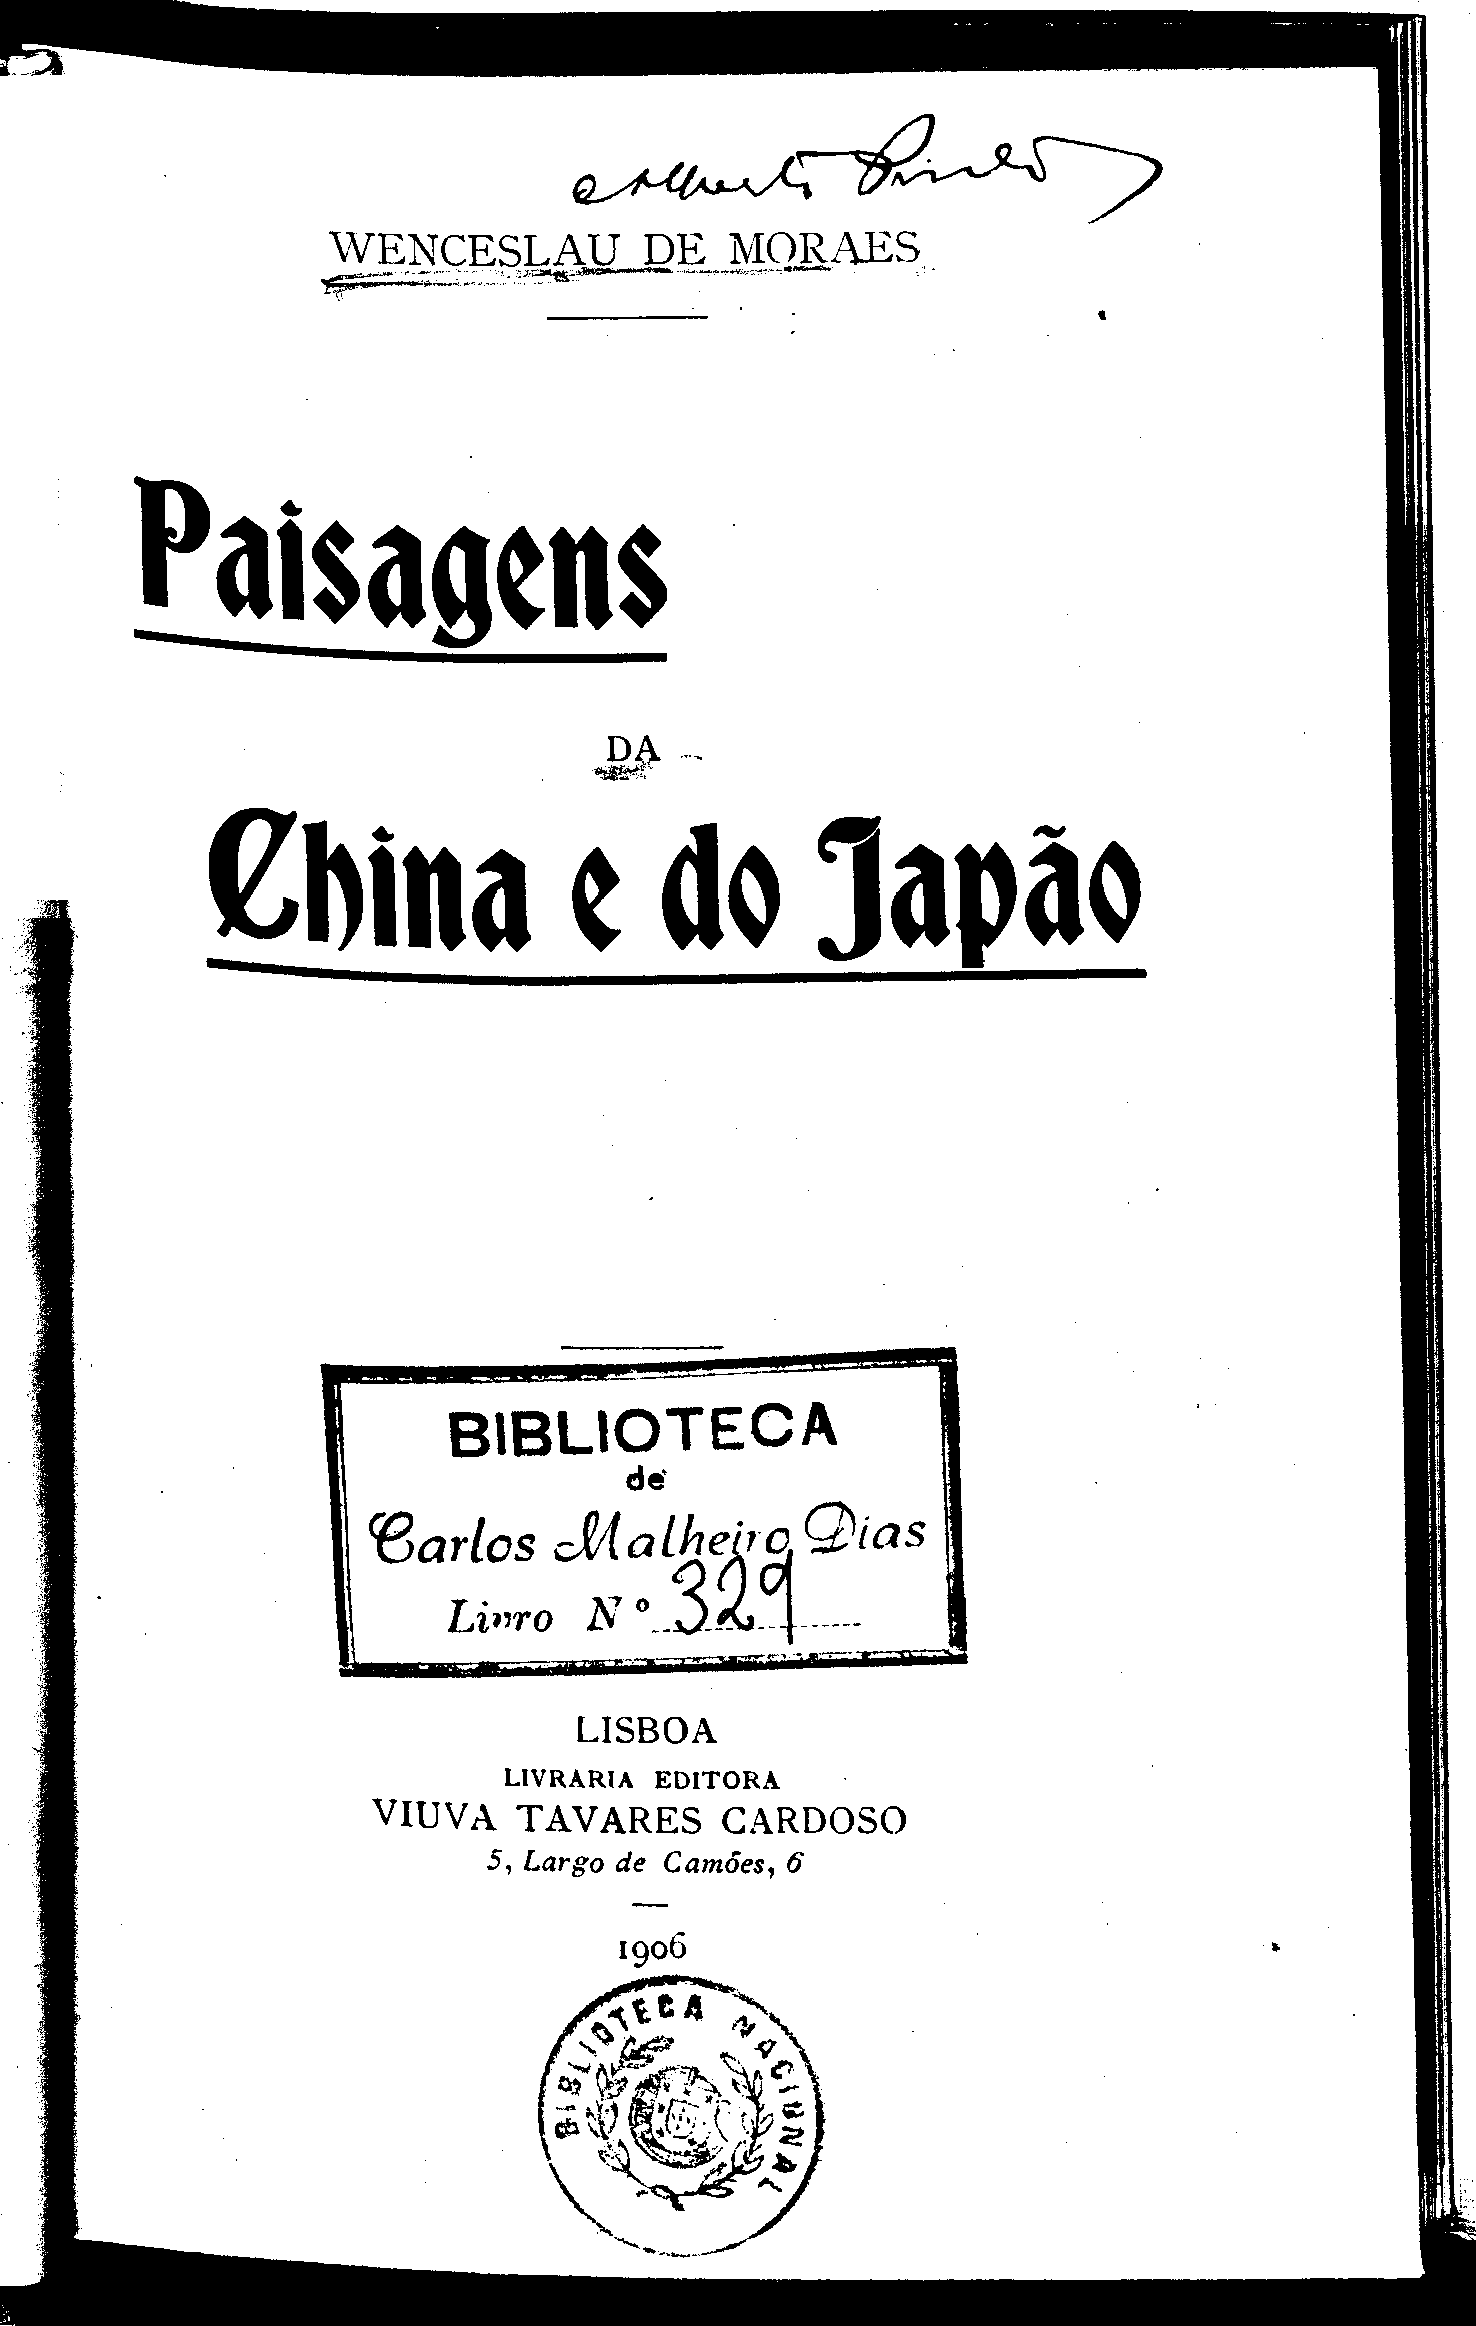 Alberto
WENCESLAU DE MORAES
Paisagens
DA
China e do Japão
BIBLIOTECA
de
Carlos Malheiro Dias
Livro Nº 329
LISBOA
LIVRARIA EDITORA
VIUVA TAVARES CARDOSO
5, Largo de Camões, 6
1906
BIBLIOTECA NACIONAL